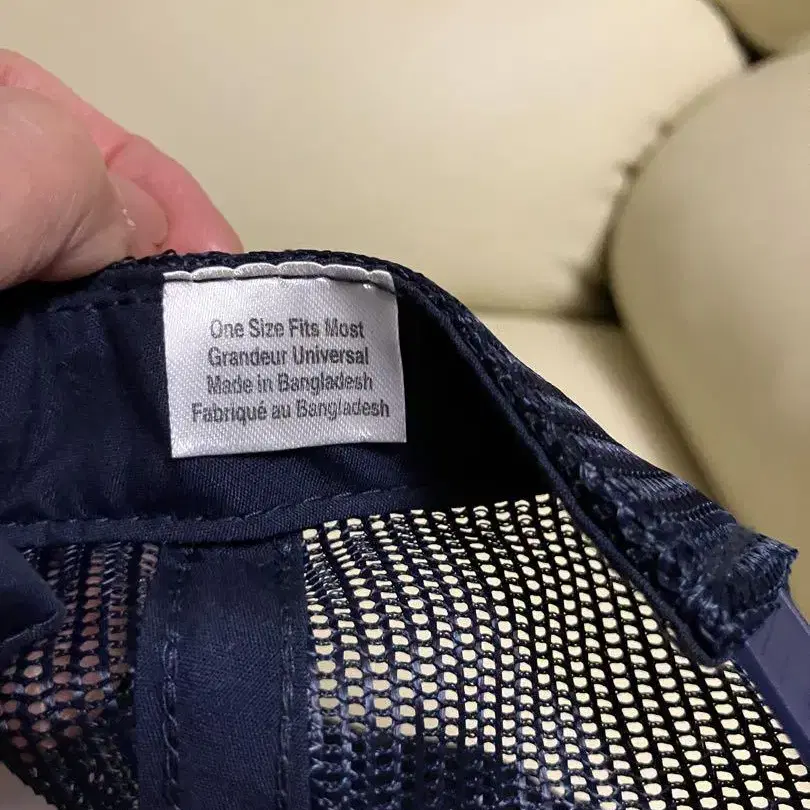 One Size Fits Most
Grandeur Universal
Made in Bangladesh
Fabriqué au Bangladesh